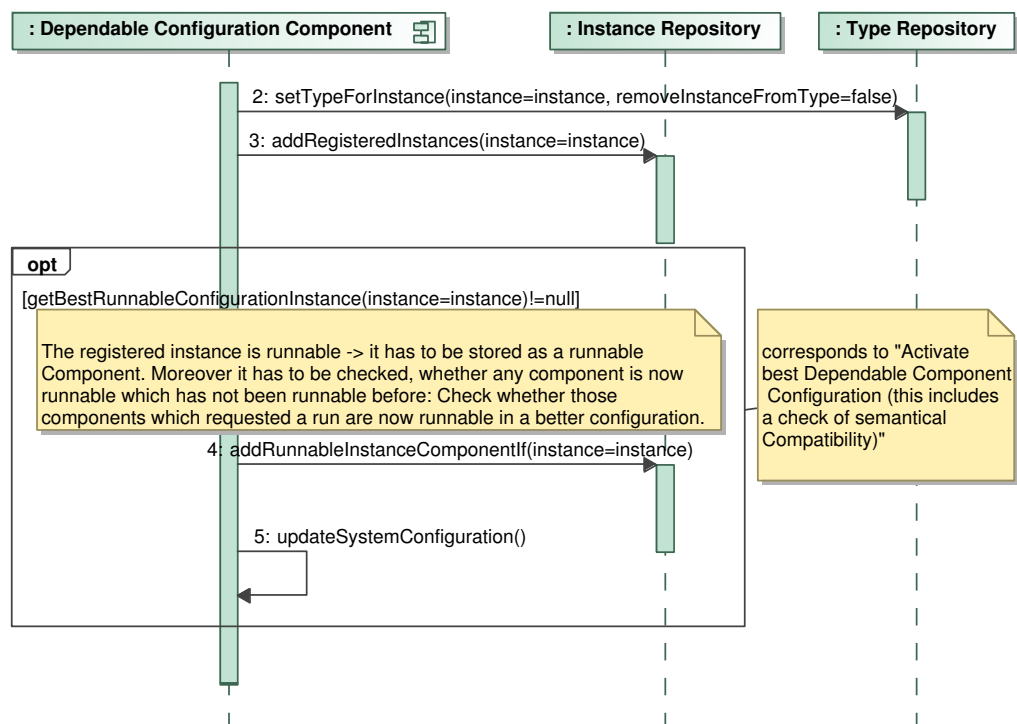 : Dependable Configuration Component
: Instance Repository
: Type Repository
2: setTypeForInstance(instance=instance, removeInstanceFromType=false)
3: addRegisteredInstances(instance=instance)
opt
[getBestRunnableConfigurationInstance(instance=instance)!=null]
The registered instance is runnable -> it has to be stored as a runnable
Component. Moreover it has to be checked, whether any component is now
runnable which has not been runnable before: Check whether those
components which requested a run are now runnable in a better configuration.
corresponds to "Activate
best Dependable Component
Configuration (this includes
a check of semantical
Compatibility)"
4: addRunnableInstanceComponentIf(instance=instance)
5: updateSystemConfiguration()